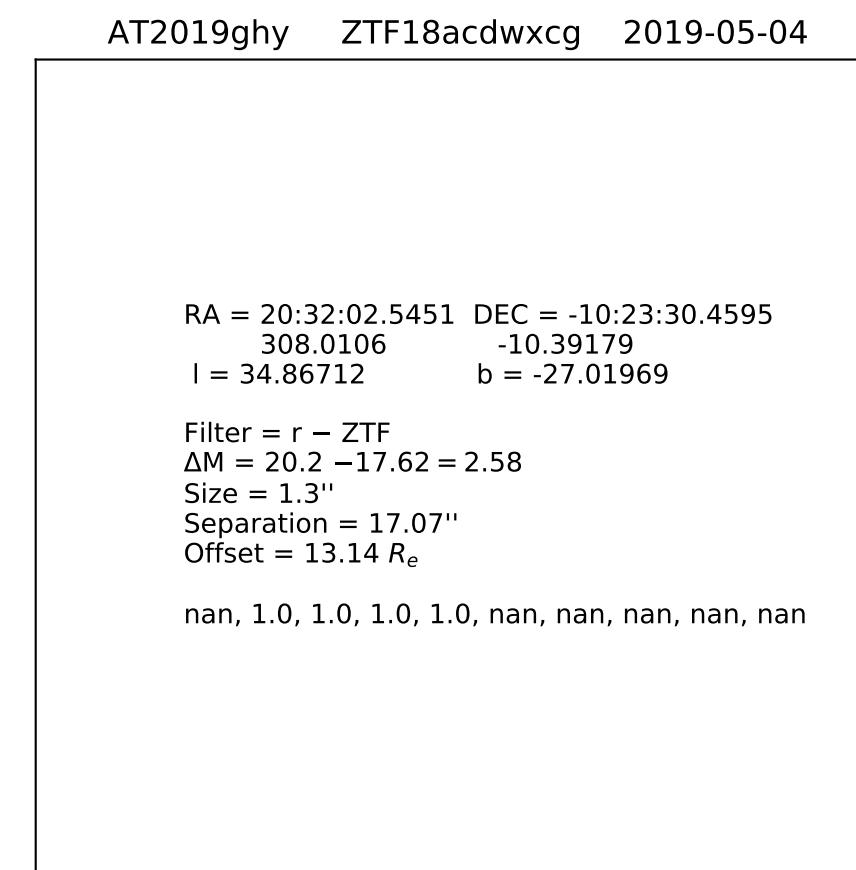 AT2019ghy ZTF18acdwxcg 2019-05-04
RA = 20:32:02.5451 DEC = -10:23:30.4595
308.0106 -10.39179
l = 34.86712 b = -27.01969
Filter = r − ZTF
ΔM = 20.2 −17.62 = 2.58
Size = 1.3''
Separation = 17.07''
Offset = 13.14 Rₑ
nan, 1.0, 1.0, 1.0, 1.0, nan, nan, nan, nan, nan